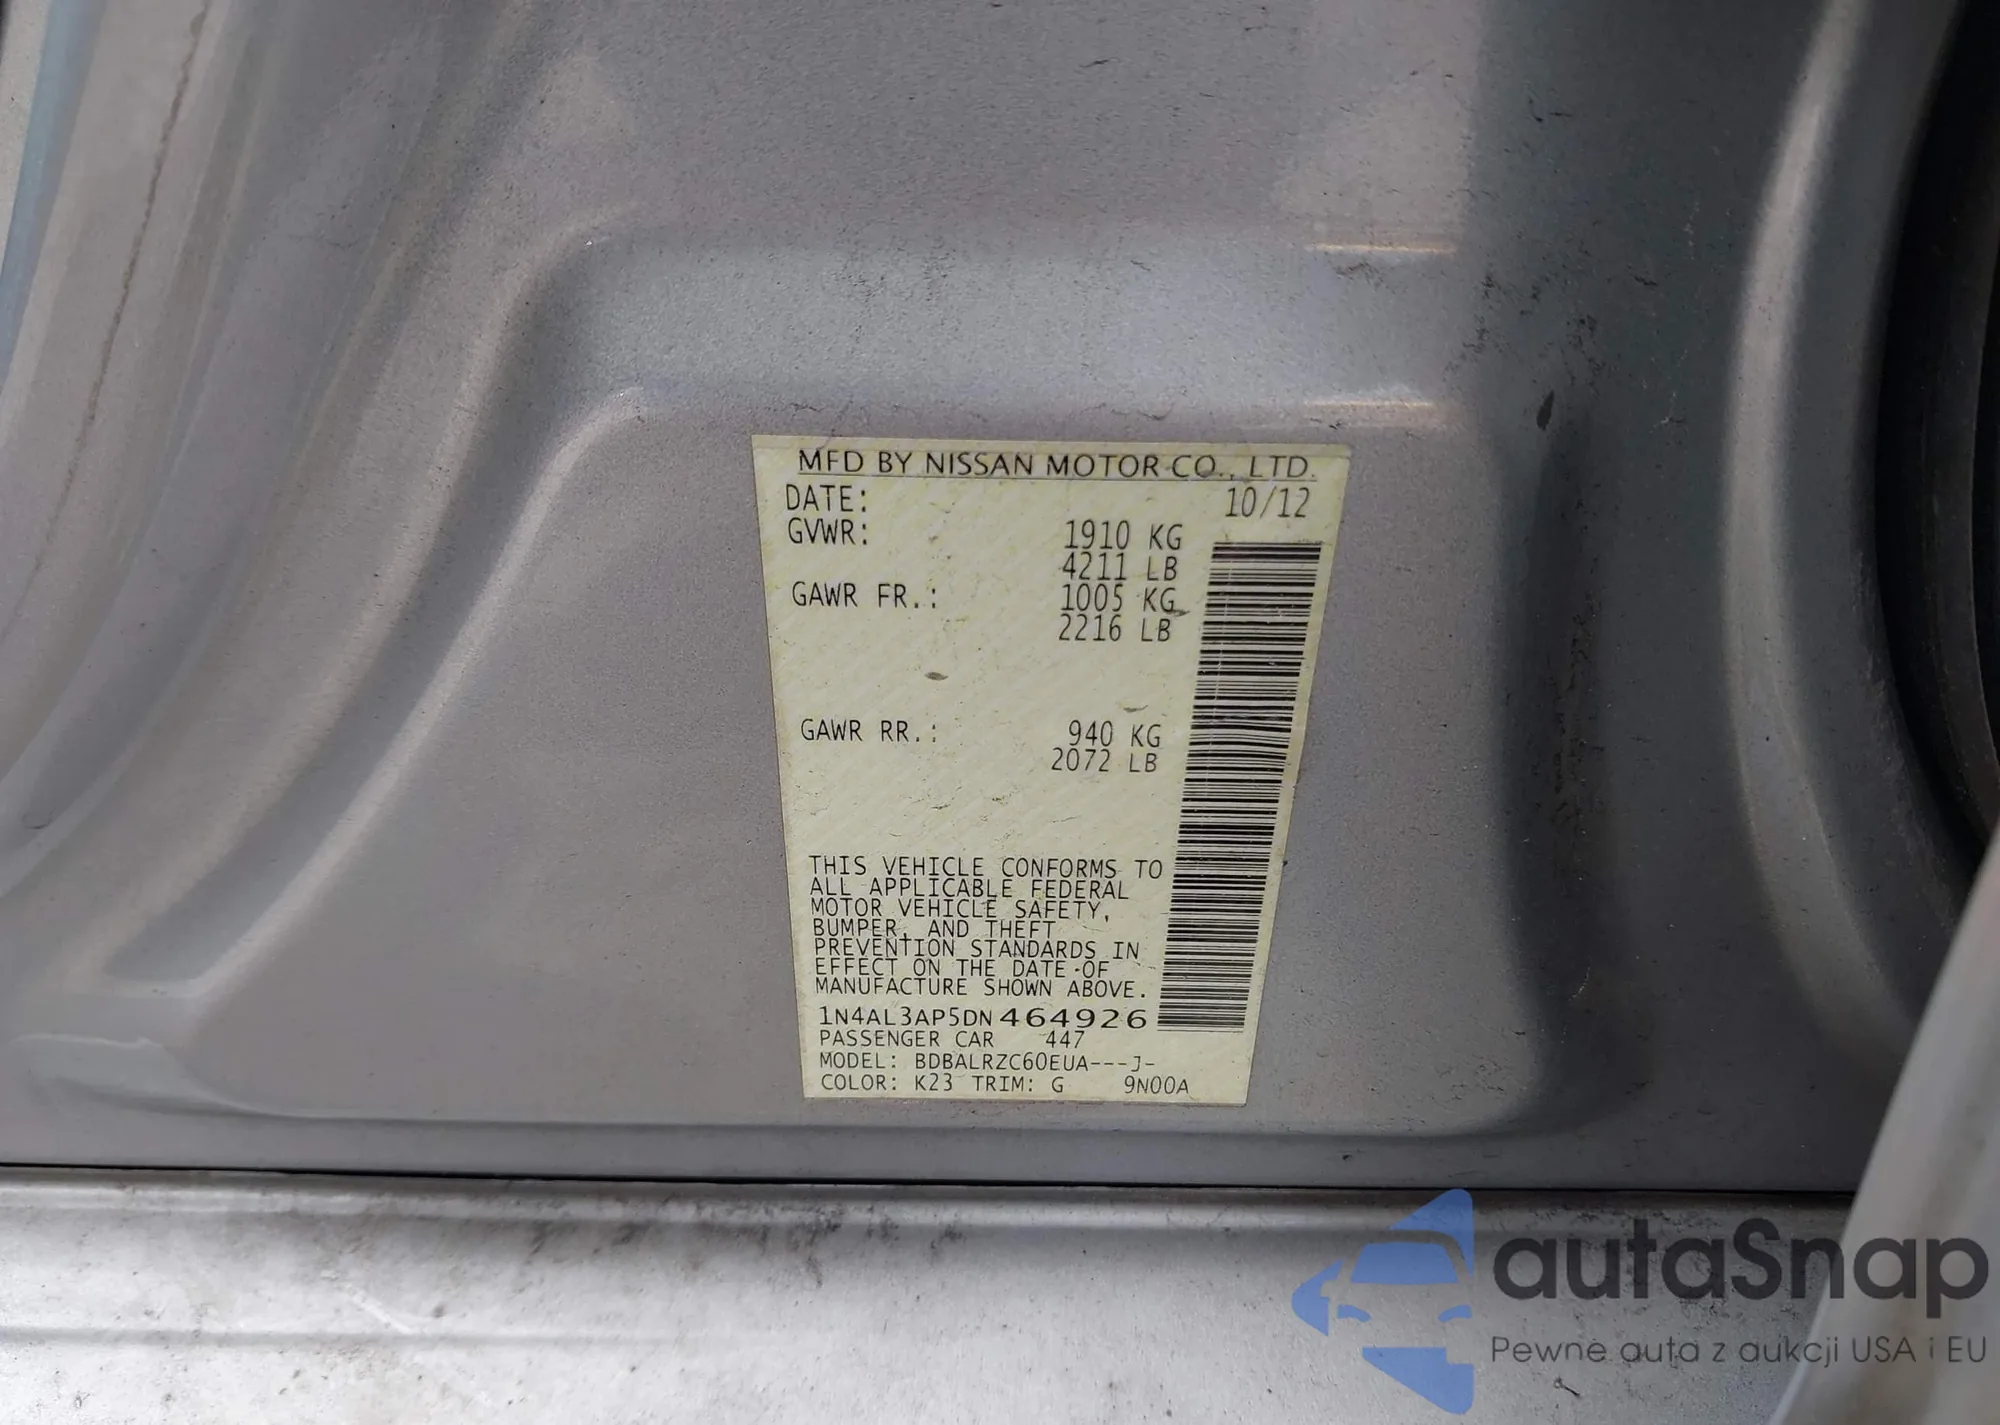 MFD BY NISSAN MOTOR CO., LTD.
DATE: 10/12
GVWR: 1910 KG
4211 LB
GAWR FR.: 1005 KG
2216 LB
GAWR RR.: 940 KG
2072 LB
THIS VEHICLE CONFORMS TO
ALL APPLICABLE FEDERAL
MOTOR VEHICLE SAFETY,
BUMPER, AND THEFT
PREVENTION STANDARDS IN
EFFECT ON THE DATE OF
MANUFACTURE SHOWN ABOVE.
1N4AL3AP5DN464926
PASSENGER CAR 447
MODEL: BDBALRZC60EUA---J-
COLOR: K23 TRIM: G 9N00A
autaSnap
Pewne auta z aukcji USA i EU